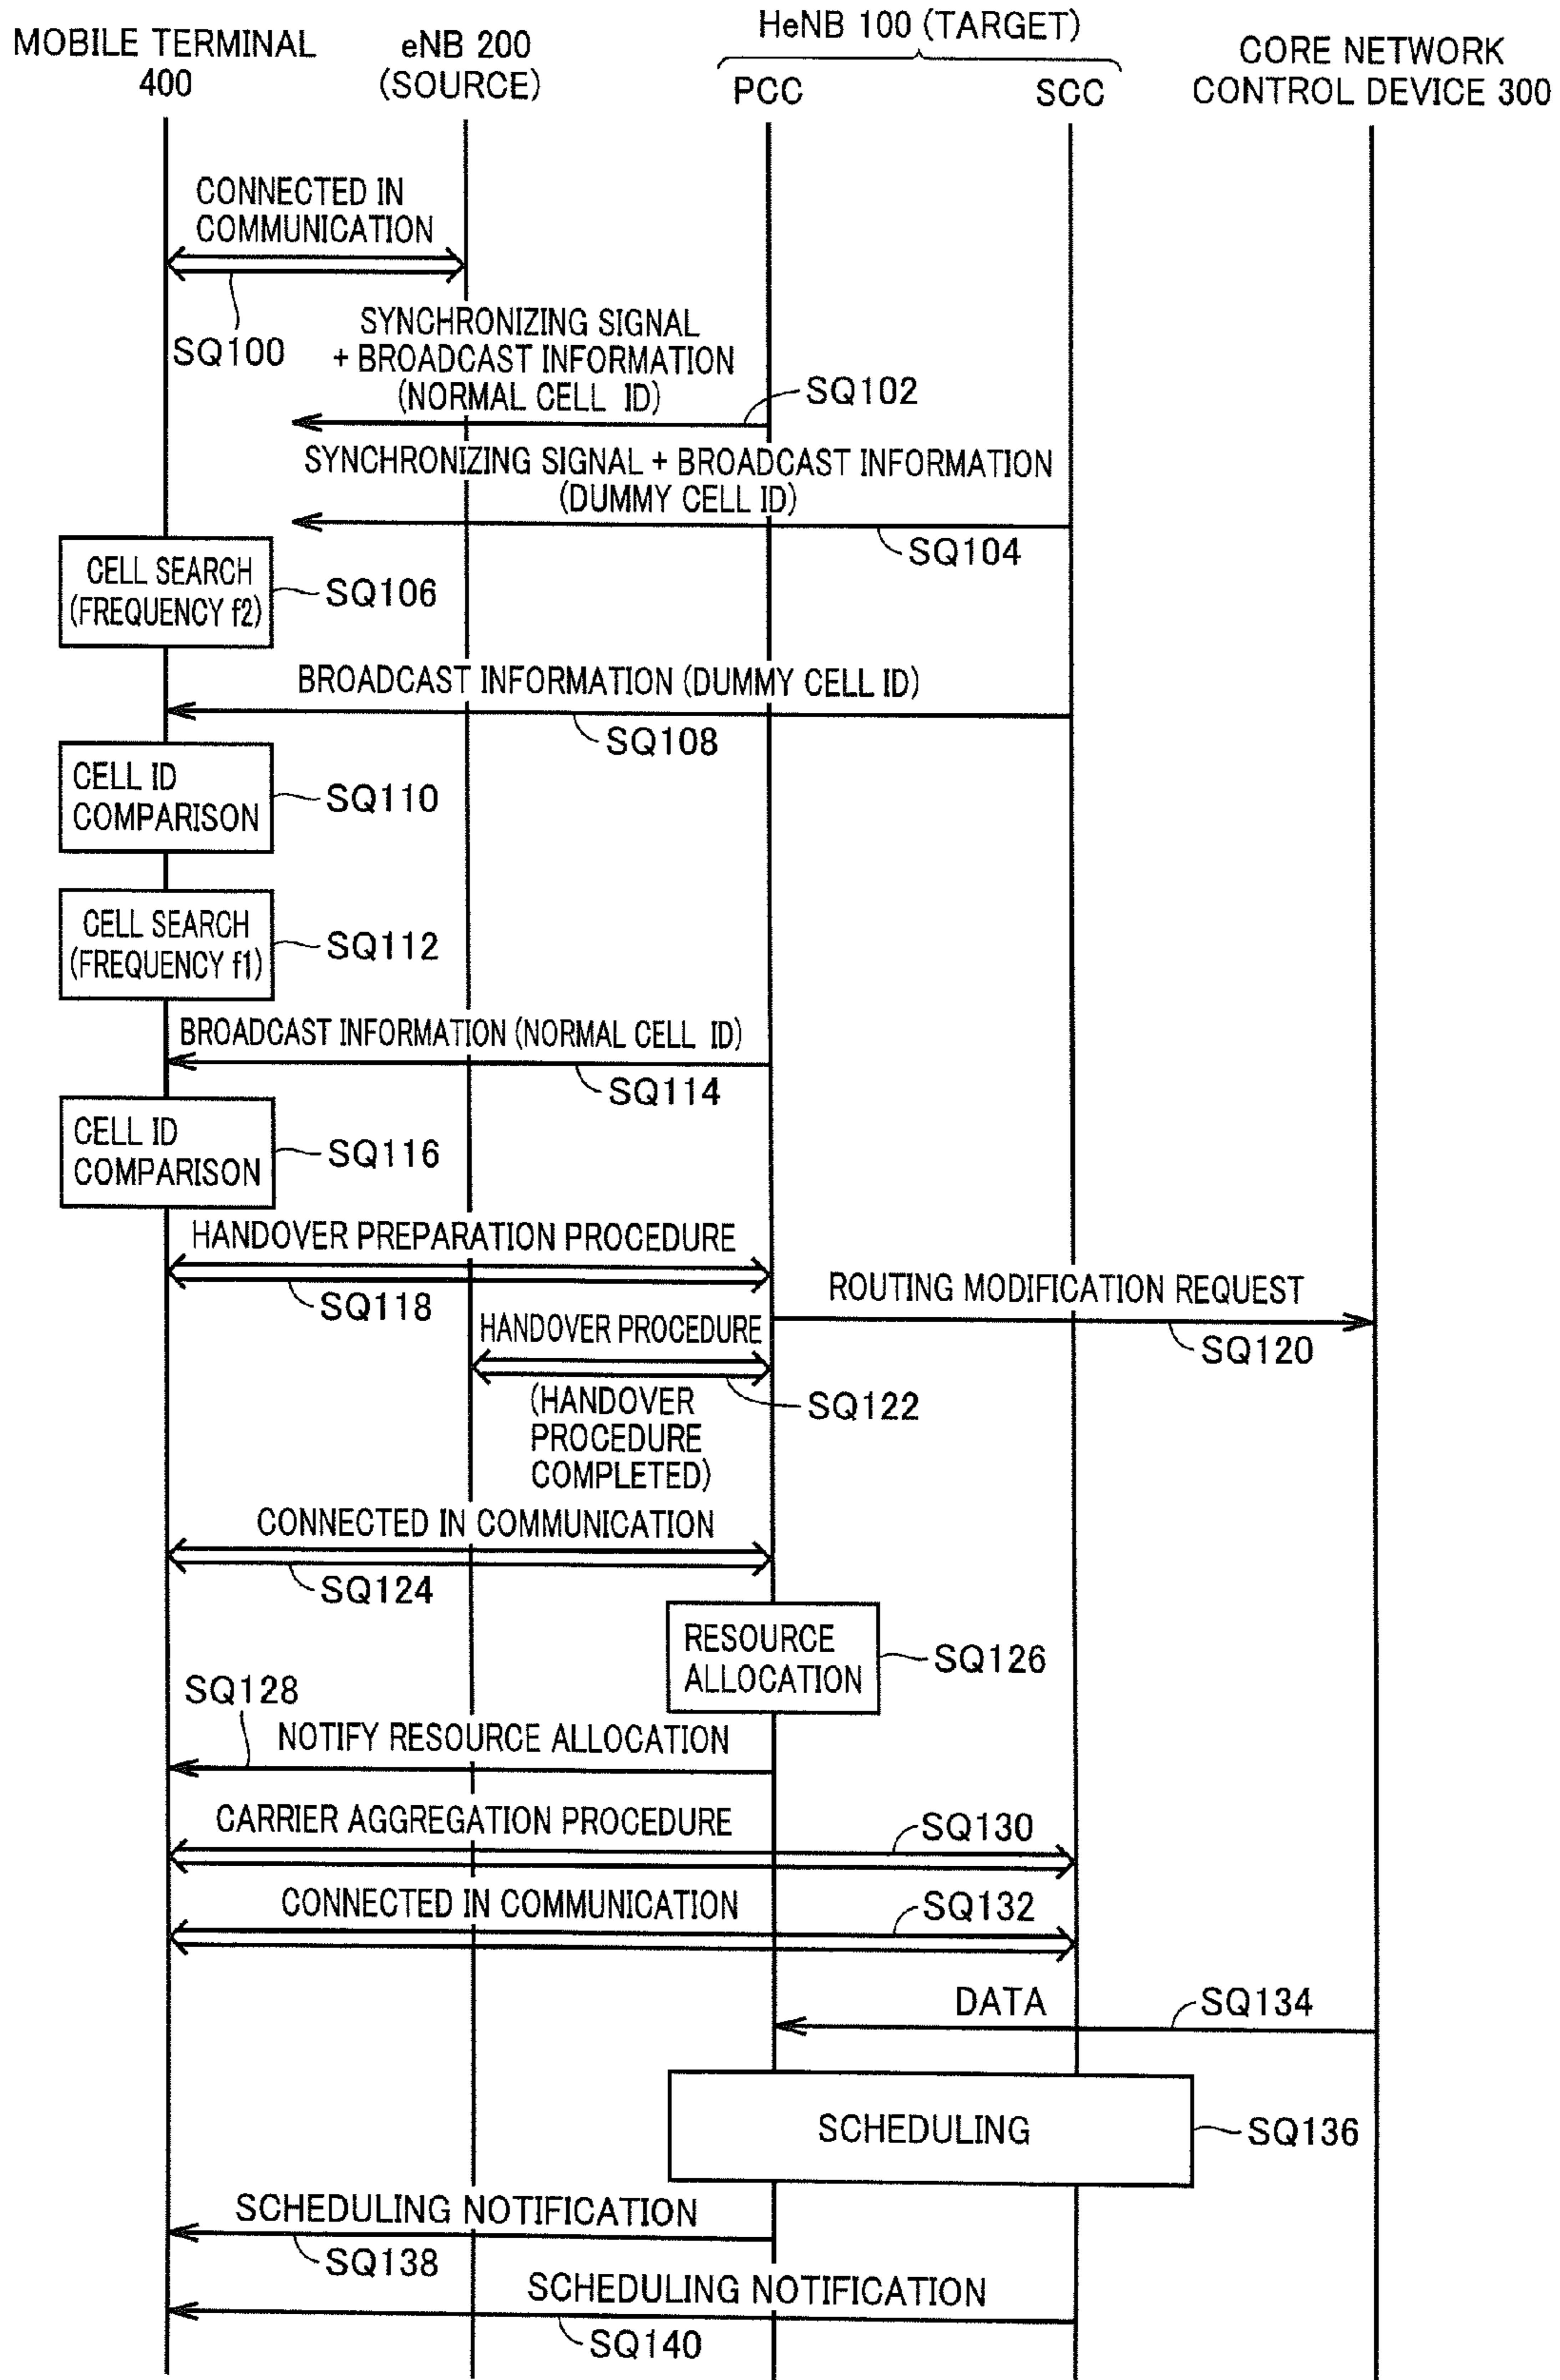 MOBILE TERMINAL
400
eNB 200
(SOURCE)
HeNB 100 (TARGET)
PCC
SCC
CORE NETWORK
CONTROL DEVICE 300
CONNECTED IN
COMMUNICATION
SQ100
SYNCHRONIZING SIGNAL
+ BROADCAST INFORMATION
(NORMAL CELL ID)
SQ102
SYNCHRONIZING SIGNAL + BROADCAST INFORMATION
(DUMMY CELL ID)
SQ104
CELL SEARCH
(FREQUENCY f2)
SQ106
BROADCAST INFORMATION (DUMMY CELL ID)
SQ108
CELL ID
COMPARISON
SQ110
CELL SEARCH
(FREQUENCY f1)
SQ112
BROADCAST INFORMATION (NORMAL CELL ID)
SQ114
CELL ID
COMPARISON
SQ116
HANDOVER PREPARATION PROCEDURE
SQ118
ROUTING MODIFICATION REQUEST
SQ120
HANDOVER PROCEDURE
SQ122
(HANDOVER
PROCEDURE
COMPLETED)
CONNECTED IN COMMUNICATION
SQ124
RESOURCE
ALLOCATION
SQ126
SQ128
NOTIFY RESOURCE ALLOCATION
CARRIER AGGREGATION PROCEDURE
SQ130
CONNECTED IN COMMUNICATION
SQ132
DATA
SQ134
SCHEDULING
SQ136
SCHEDULING NOTIFICATION
SQ138
SCHEDULING NOTIFICATION
SQ140